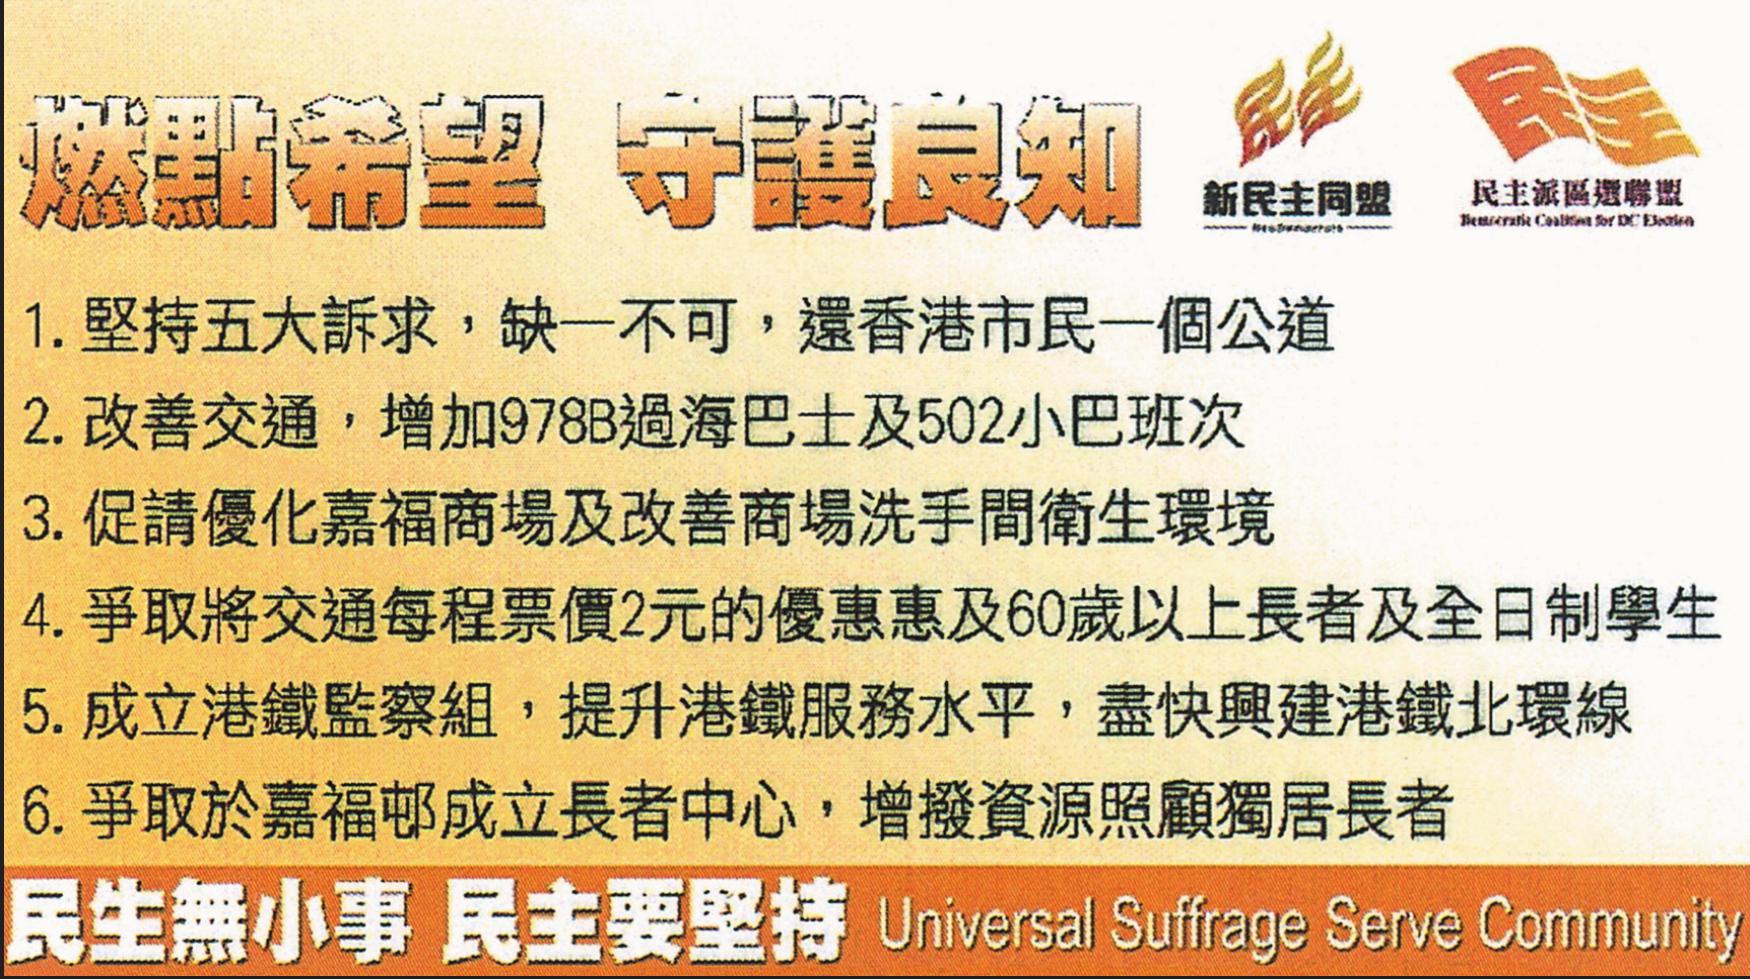 燃點希望 守護良知
新民主同盟
NeoDemocrats
民主派區選聯盟
Democratic Coalition for DC Election
1. 堅持五大訴求，缺一不可，還香港市民一個公道
2. 改善交通，增加978B過海巴士及502小巴班次
3. 促請優化嘉福商場及改善商場洗手間衛生環境
4. 爭取將交通每程票價2元的優惠惠及60歲以上長者及全日制學生
5. 成立港鐵監察組，提升港鐵服務水平，盡快興建港鐵北環線
6. 爭取於嘉福邨成立長者中心，增撥資源照顧獨居長者
民生無小事 民主要堅持 Universal Suffrage Serve Community